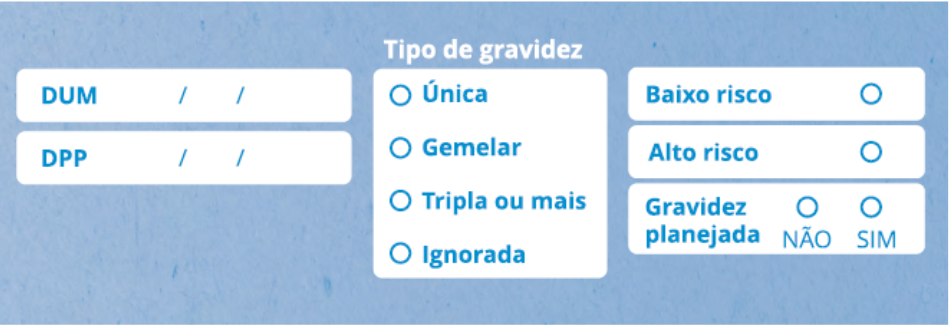 Tipo de gravidez
DUM / /
DPP / /
Única
Gemelar
Tripla ou mais
Ignorada
Baixo risco
Alto risco
Gravidez
planejada
NÃO SIM